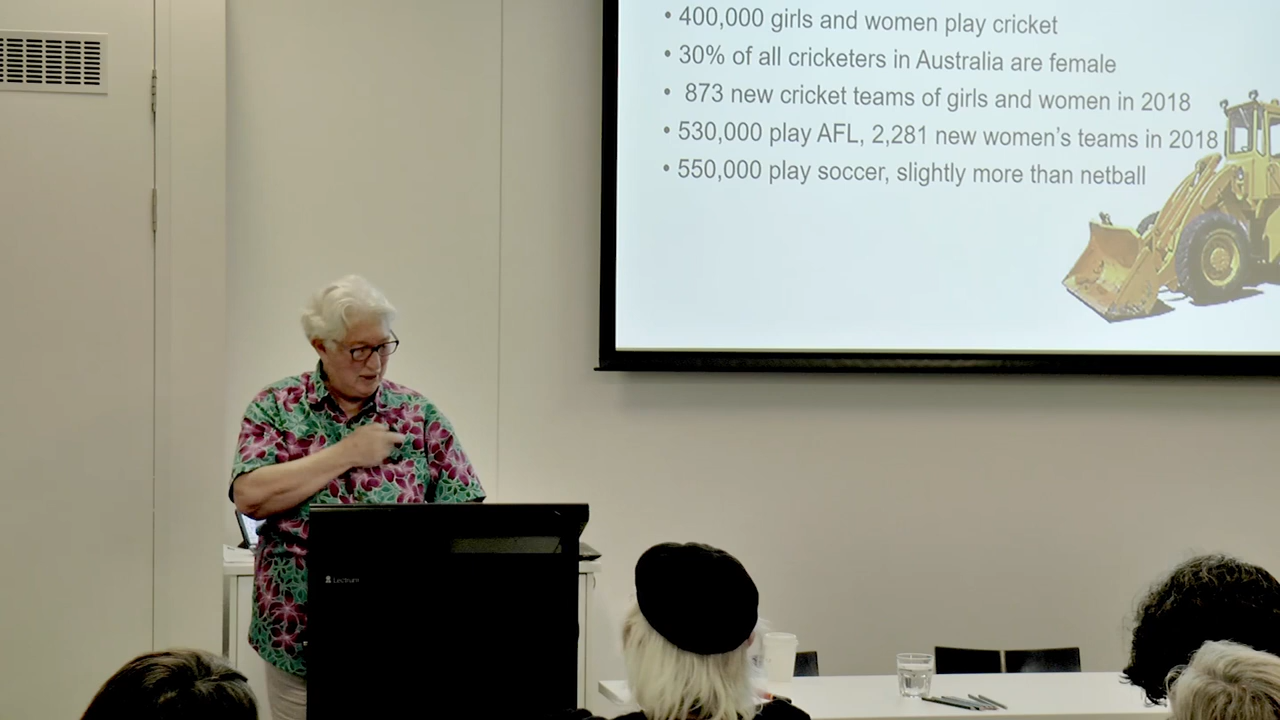 • 400,000 girls and women play cricket
• 30% of all cricketers in Australia are female
• 873 new cricket teams of girls and women in 2018
• 530,000 play AFL, 2,281 new women's teams in 2018
• 550,000 play soccer, slightly more than netball
Lectrum